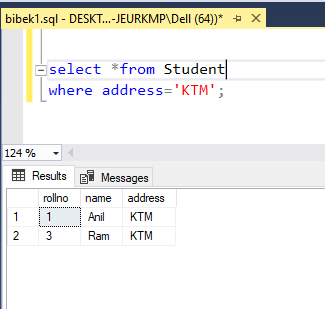 bibek1.sql - DESKT...-JEURKMP\Dell (64))*
select *from Student
where address='KTM';
124 %
Results Messages
rollno name address
1 1 Anil KTM
2 3 Ram KTM